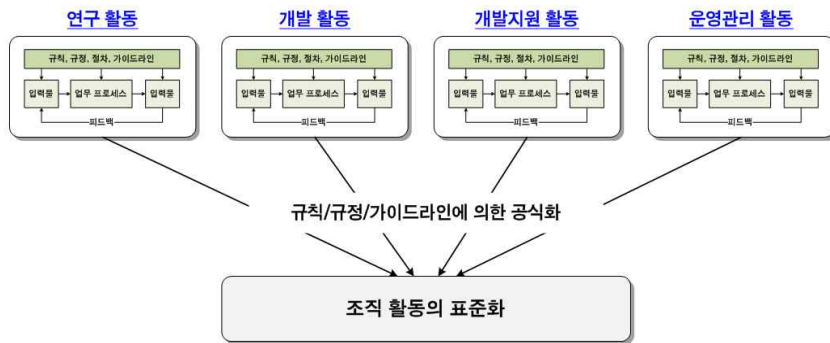 연구 활동
개발 활동
개발지원 활동
운영관리 활동
규칙, 규정, 절차, 가이드라인
입력물
업무 프로세스
입력물
피드백
규칙, 규정, 절차, 가이드라인
입력물
업무 프로세스
입력물
피드백
규칙, 규정, 절차, 가이드라인
입력물
업무 프로세스
입력물
피드백
규칙, 규정, 절차, 가이드라인
입력물
업무 프로세스
입력물
피드백
규칙/규정/가이드라인에 의한 공식화
조직 활동의 표준화